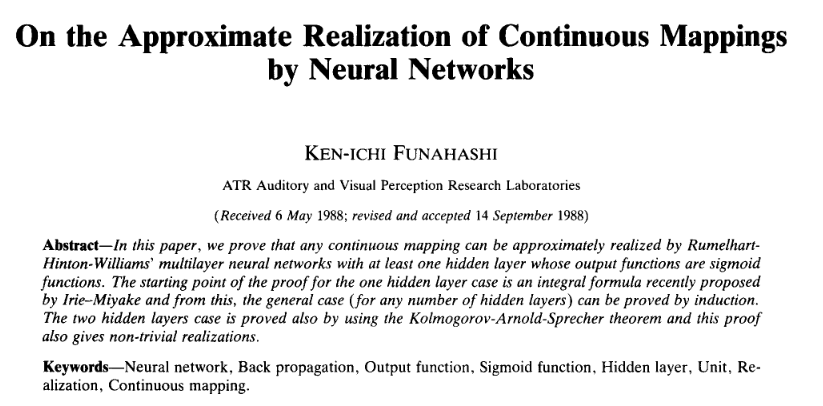 On the Approximate Realization of Continuous Mappings
by Neural Networks
KEN-ICHI FUNAHASHI
ATR Auditory and Visual Perception Research Laboratories
(Received 6 May 1988; revised and accepted 14 September 1988)
Abstract—In this paper, we prove that any continuous mapping can be approximately realized by Rumelhart-
Hinton-Williams' multilayer neural networks with at least one hidden layer whose output functions are sigmoid
functions. The starting point of the proof for the one hidden layer case is an integral formula recently proposed
by Irie–Miyake and from this, the general case (for any number of hidden layers) can be proved by induction.
The two hidden layers case is proved also by using the Kolmogorov-Arnold-Sprecher theorem and this proof
also gives non-trivial realizations.
Keywords—Neural network, Back propagation, Output function, Sigmoid function, Hidden layer, Unit, Re-
alization, Continuous mapping.